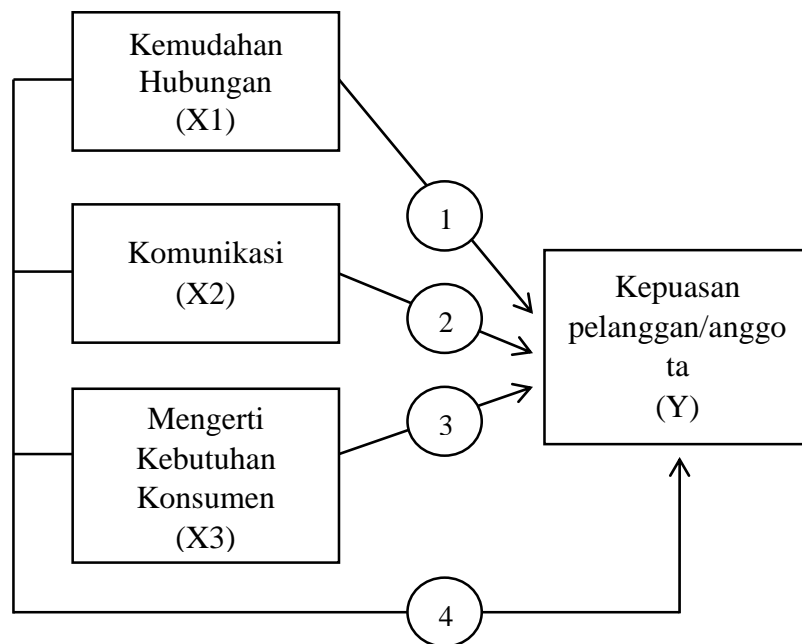 Kemudahan
Hubungan
(X1)
1
Komunikasi
(X2)
2
Kepuasan
pelanggan/anggo
ta
(Y)
Mengerti
Kebutuhan
Konsumen
(X3)
3
4